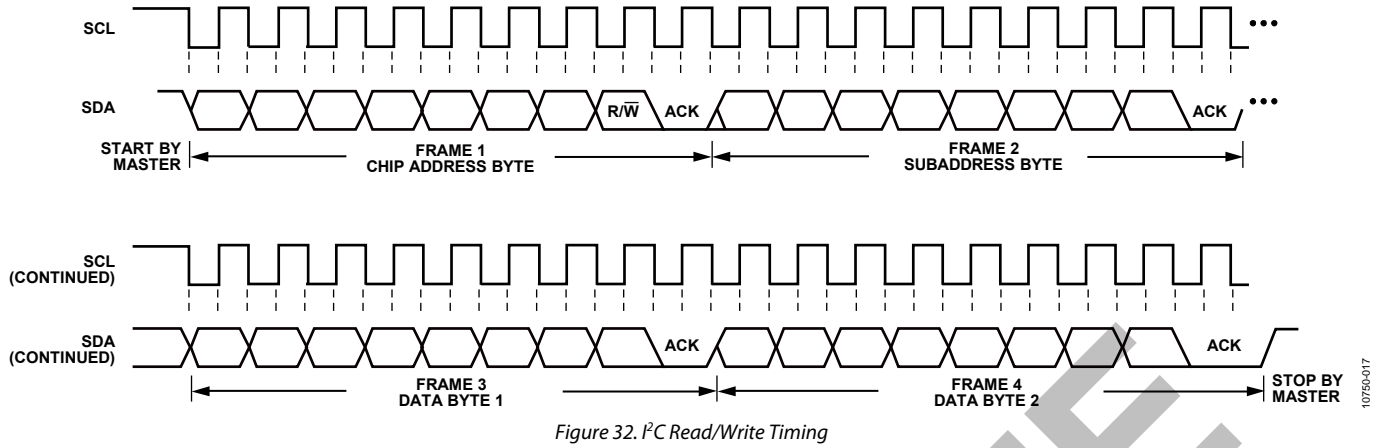 SCL
SDA
R/W̅
ACK
ACK
START BY
MASTER
FRAME 1
CHIP ADDRESS BYTE
FRAME 2
SUBADDRESS BYTE
SCL
(CONTINUED)
SDA
(CONTINUED)
ACK
ACK
FRAME 3
DATA BYTE 1
FRAME 4
DATA BYTE 2
STOP BY
MASTER
10750-017
Figure 32. I²C Read/Write Timing